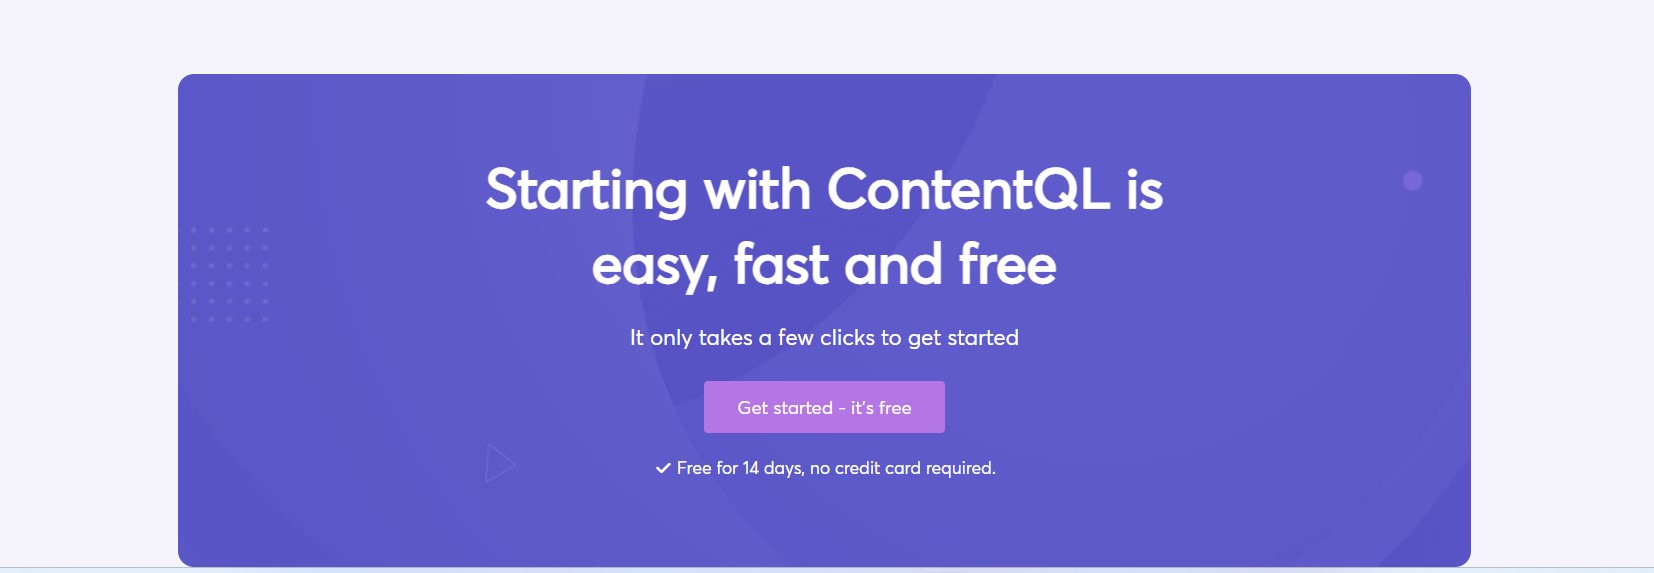 Starting with ContentQL is
easy, fast and free
It only takes a few clicks to get started
Get started - it's free
Free for 14 days, no credit card required.